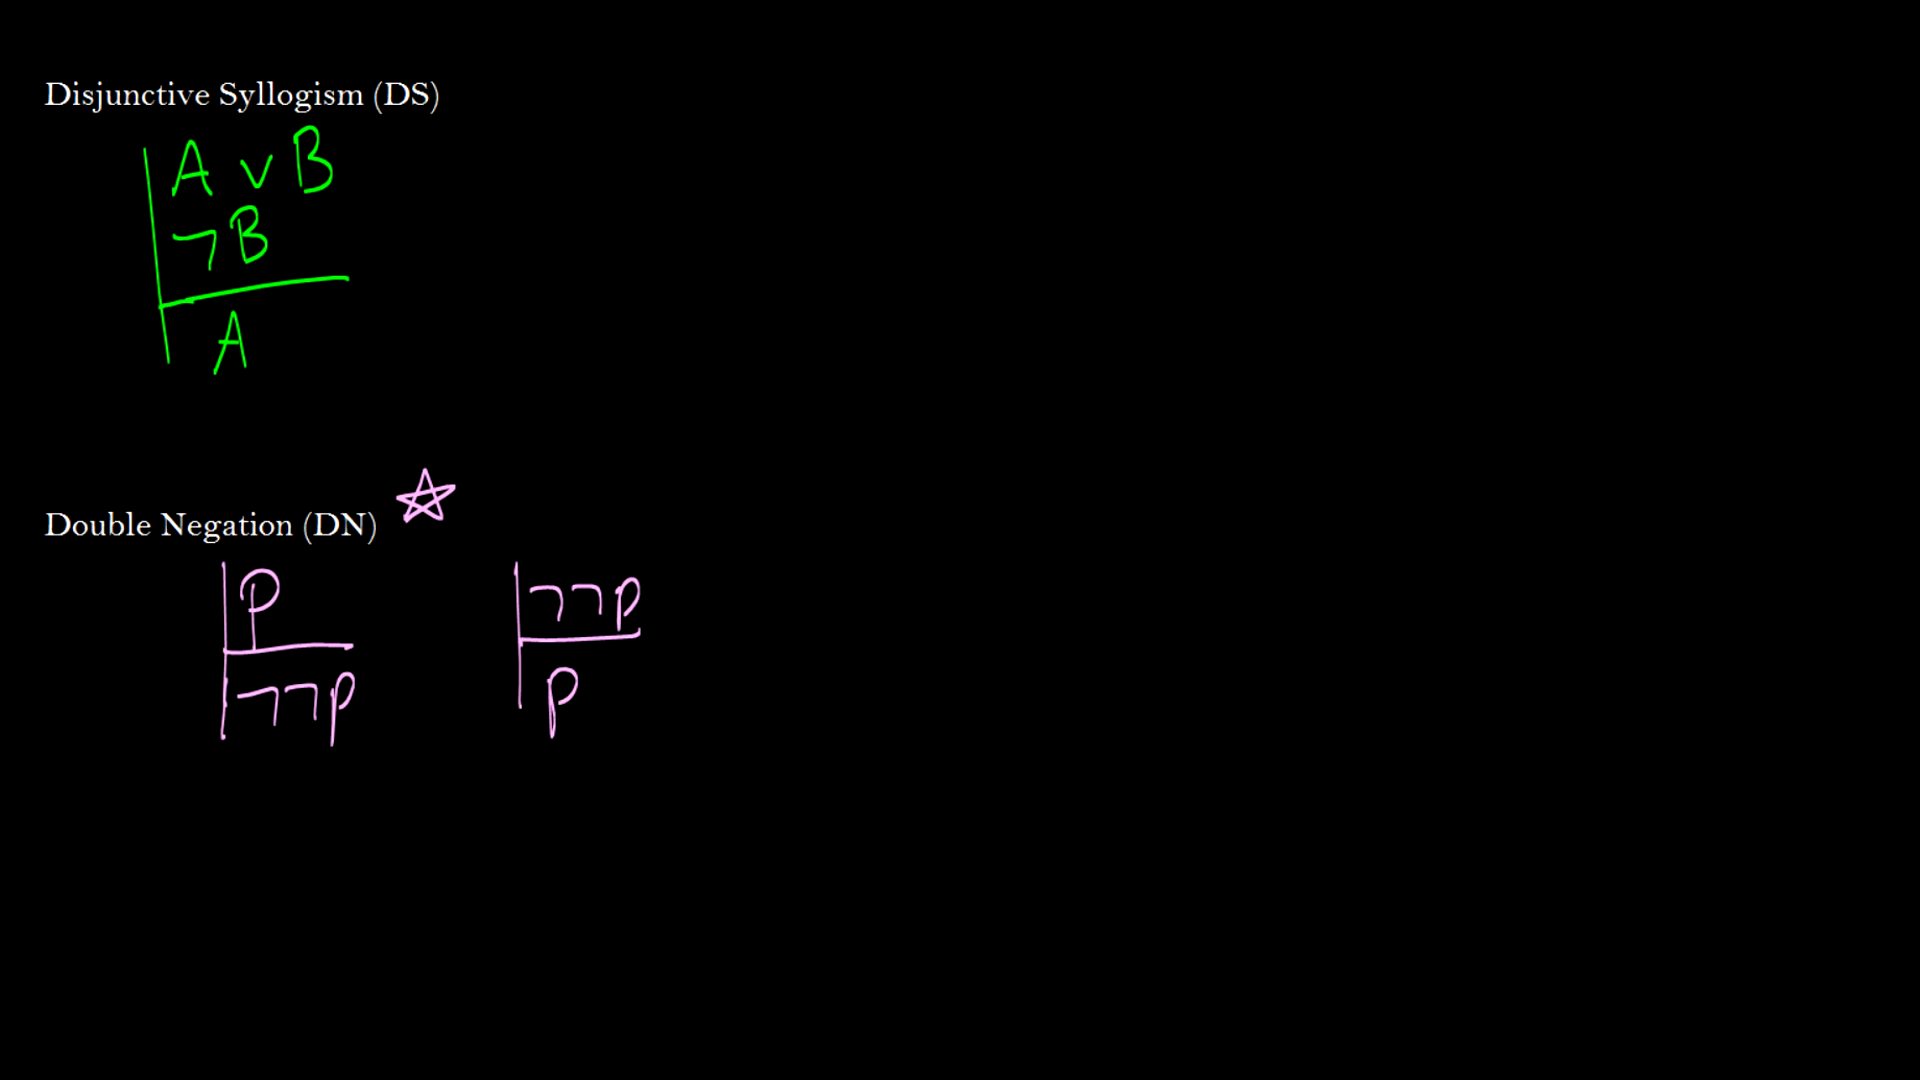 Disjunctive Syllogism (DS)
A ∨ B
¬B
A
Double Negation (DN)
P
¬¬P
¬¬P
P